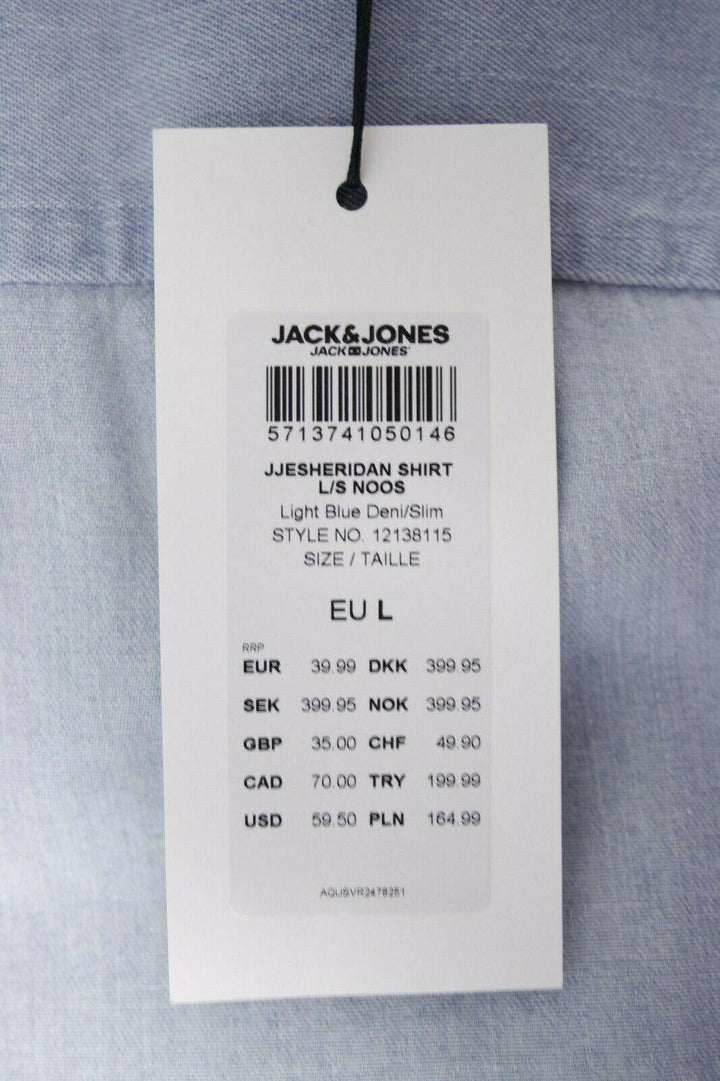 JACK&JONES
JACK JONES
5713741050146
JJESHERIDAN SHIRT
L/S NOOS
Light Blue Deni/Slim
STYLE NO. 12138115
SIZE / TAILLE
EU L
RRP
EUR 39.99 DKK 399.95
SEK 399.95 NOK 399.95
GBP 35.00 CHF 49.90
CAD 70.00 TRY 199.99
USD 59.50 PLN 164.99
AQUSVR2478251